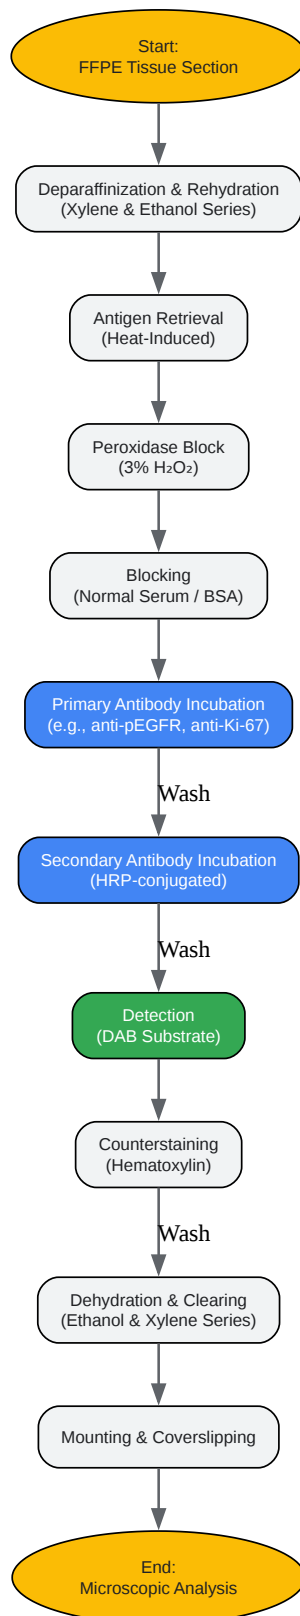 Start:
FFPE Tissue Section
Deparaffinization & Rehydration
(Xylene & Ethanol Series)
Antigen Retrieval
(Heat-Induced)
Peroxidase Block
(3% H₂O₂)
Blocking
(Normal Serum / BSA)
Primary Antibody Incubation
(e.g., anti-pEGFR, anti-Ki-67)
Wash
Secondary Antibody Incubation
(HRP-conjugated)
Wash
Detection
(DAB Substrate)
Counterstaining
(Hematoxylin)
Wash
Dehydration & Clearing
(Ethanol & Xylene Series)
Mounting & Coverslipping
End:
Microscopic Analysis